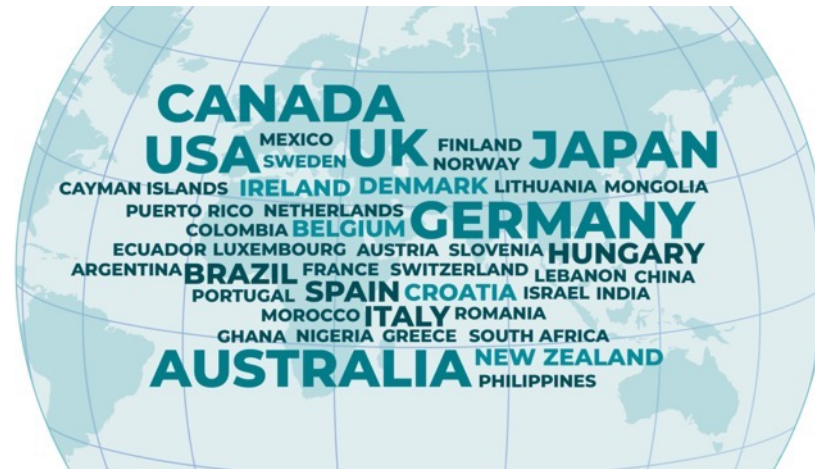 CANADA
USA MEXICO UK FINLAND JAPAN
SWEDEN NORWAY
CAYMAN ISLANDS IRELAND DENMARK LITHUANIA MONGOLIA
PUERTO RICO NETHERLANDS GERMANY
COLOMBIA BELGIUM
ECUADOR LUXEMBOURG AUSTRIA SLOVENIA HUNGARY
ARGENTINA BRAZIL FRANCE SWITZERLAND LEBANON CHINA
PORTUGAL SPAIN CROATIA ISRAEL INDIA
MOROCCO ITALY ROMANIA
GHANA NIGERIA GREECE SOUTH AFRICA
AUSTRALIA NEW ZEALAND
PHILIPPINES